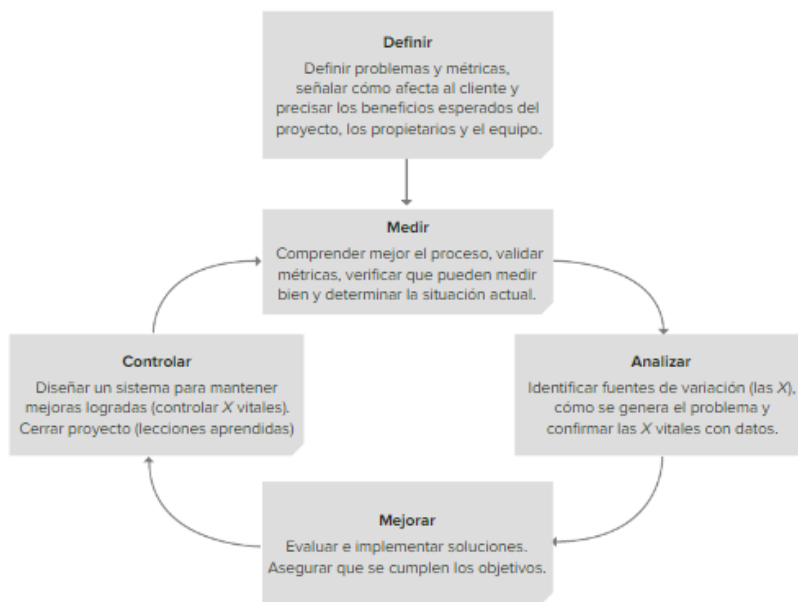 Definir
Definir problemas y métricas,
señalar cómo afecta al cliente y
precisar los beneficios esperados del
proyecto, los propietarios y el equipo.
Medir
Comprender mejor el proceso, validar
métricas, verificar que pueden medir
bien y determinar la situación actual.
Controlar
Diseñar un sistema para mantener
mejoras logradas (controlar X vitales).
Cerrar proyecto (lecciones aprendidas)
Analizar
Identificar fuentes de variación (las X),
cómo se genera el problema y
confirmar las X vitales con datos.
Mejorar
Evaluar e implementar soluciones.
Asegurar que se cumplen los objetivos.